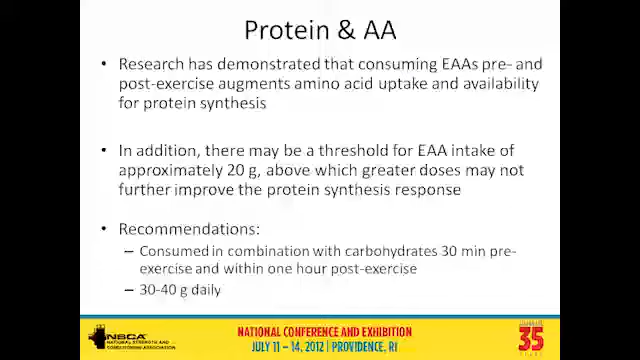 Protein & AA
• Research has demonstrated that consuming EAAs pre- and
post-exercise augments amino acid uptake and availability
for protein synthesis
• In addition, there may be a threshold for EAA intake of
approximately 20 g, above which greater doses may not
further improve the protein synthesis response
• Recommendations:
– Consumed in combination with carbohydrates 30 min pre-
exercise and within one hour post-exercise
– 30-40 g daily
NSCA
NATIONAL STRENGTH AND
CONDITIONING ASSOCIATION
NATIONAL CONFERENCE AND EXHIBITION
JULY 11 – 14, 2012 | PROVIDENCE, RI
35
YEARS